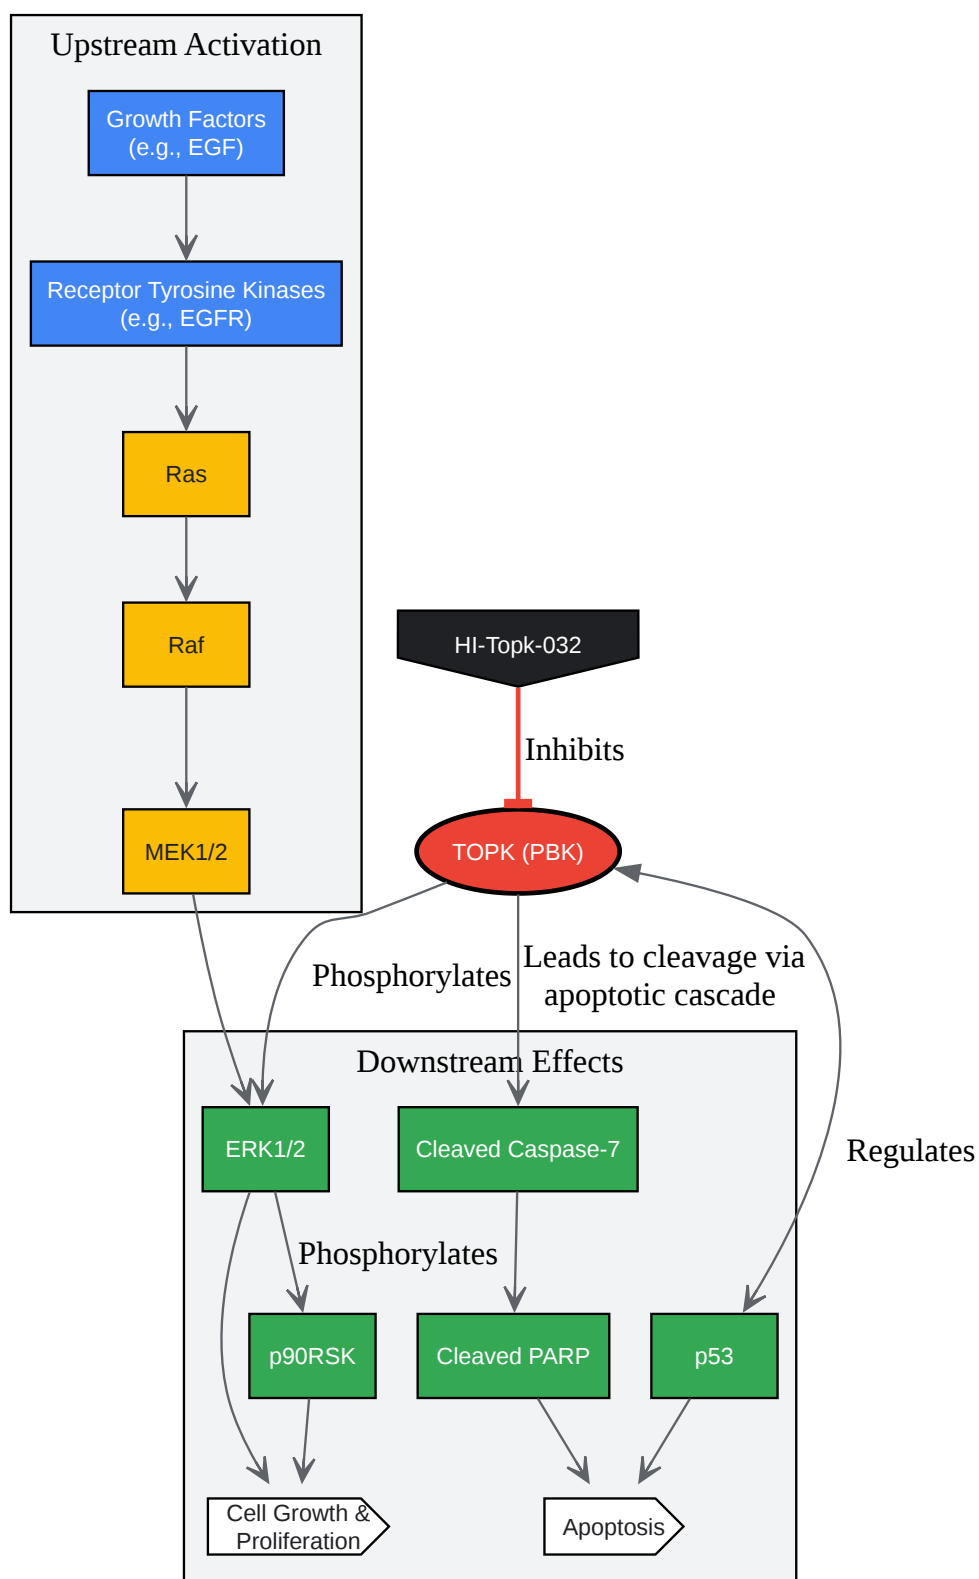 Upstream Activation
Growth Factors
(e.g., EGF)
Receptor Tyrosine Kinases
(e.g., EGFR)
Ras
Raf
HI-Topk-032
Inhibits
MEK1/2
TOPK (PBK)
Phosphorylates
Leads to cleavage via
apoptotic cascade
Downstream Effects
ERK1/2
Cleaved Caspase-7
Regulates
Phosphorylates
p90RSK
Cleaved PARP
p53
Cell Growth &
Proliferation
Apoptosis